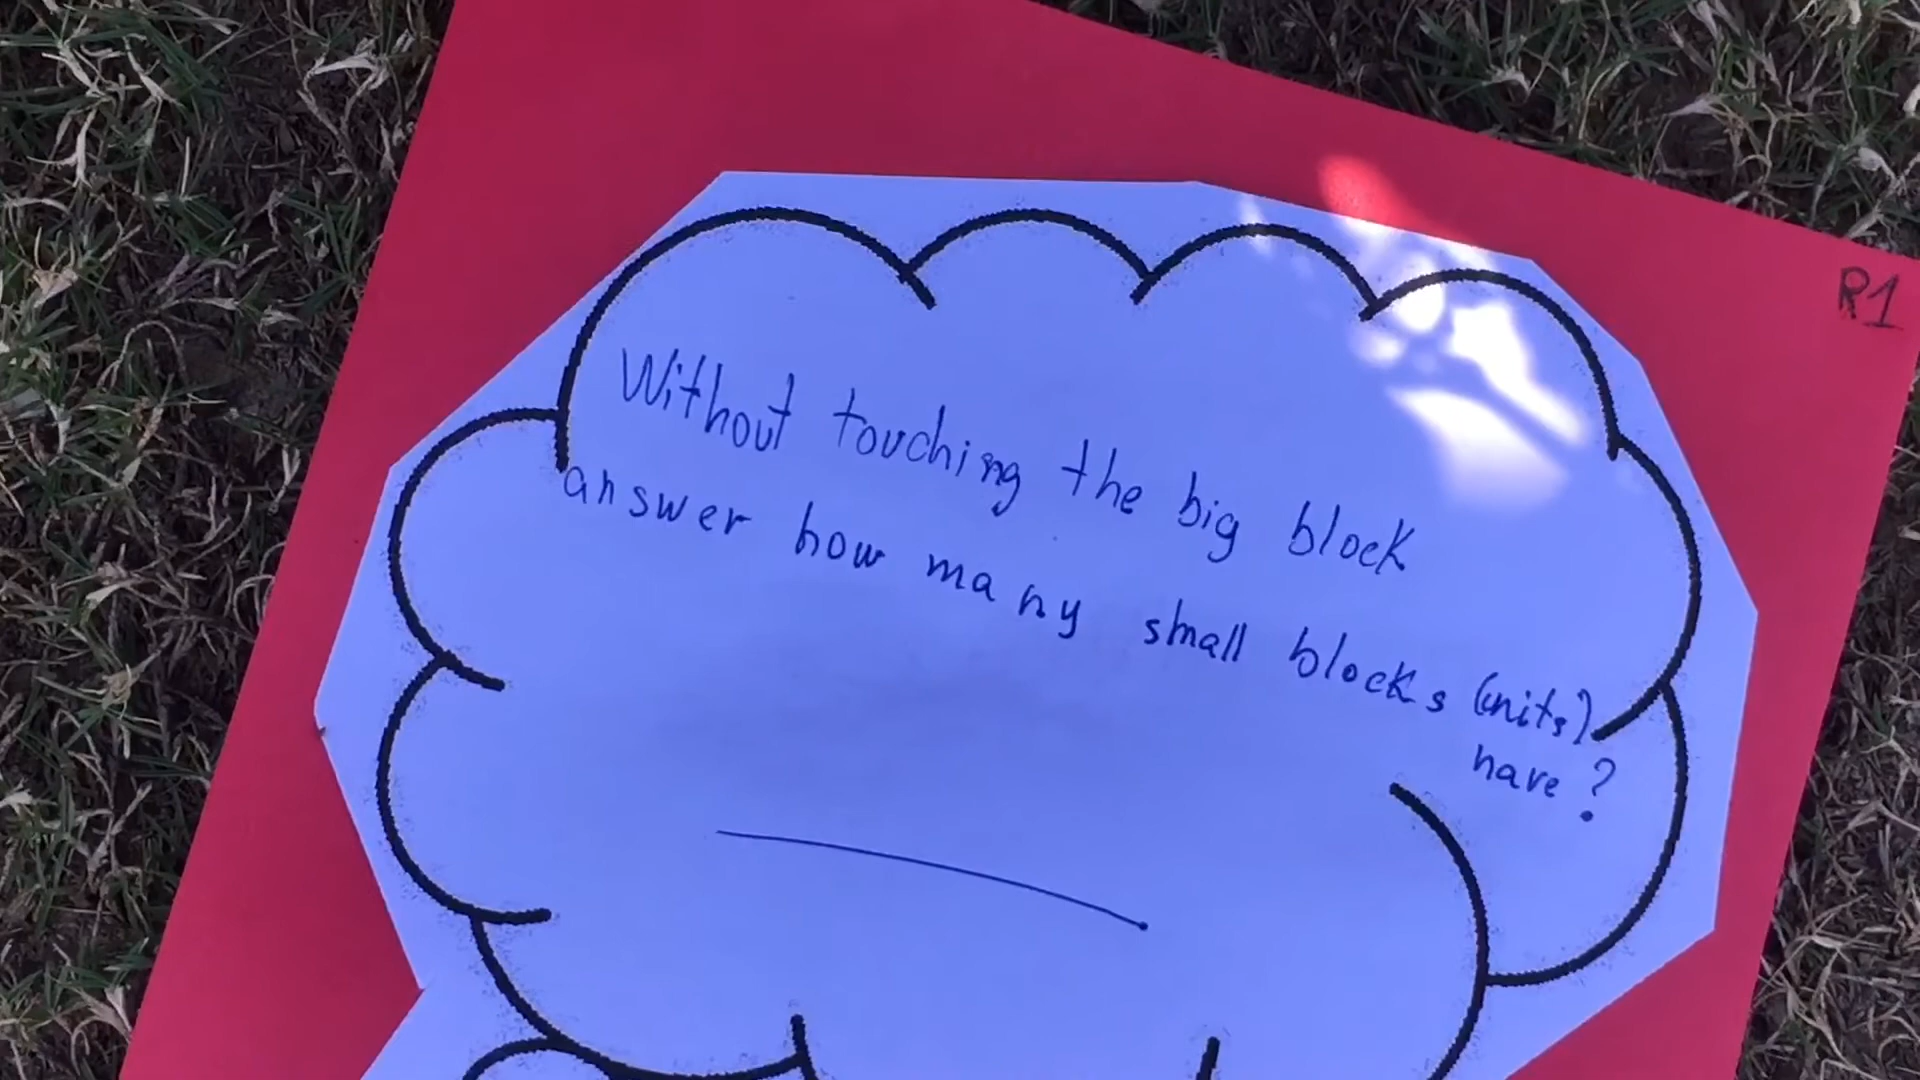 R1
Without touching the big block
answer how many small blocks (units)
have ?